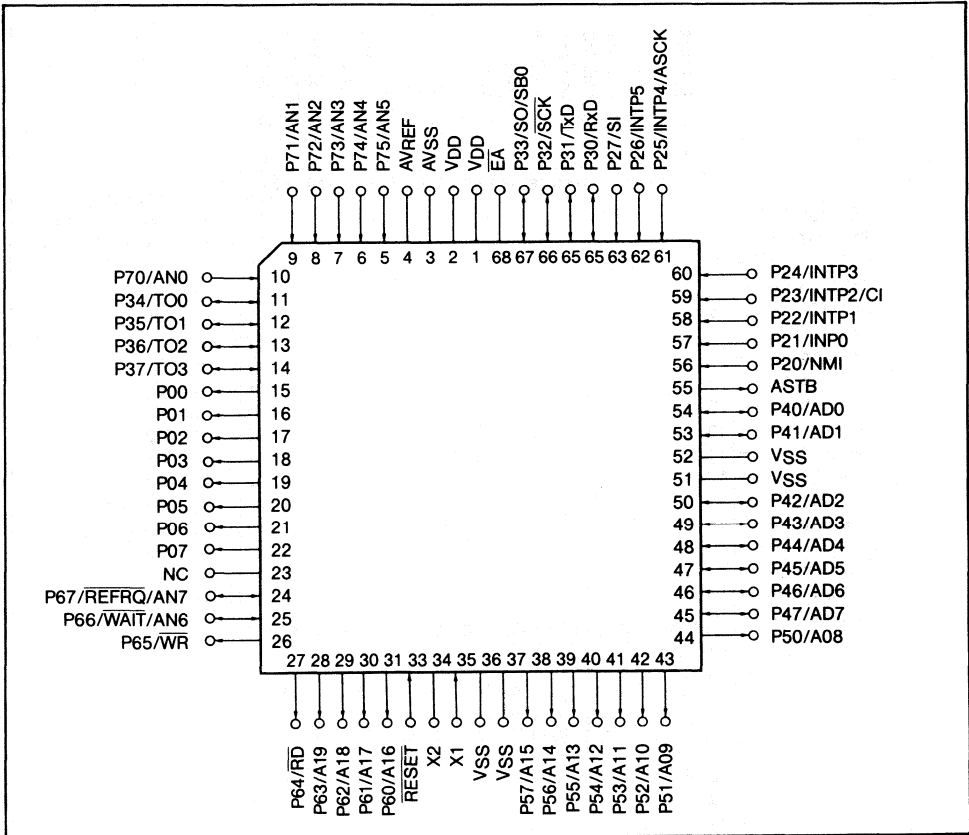 P71/AN1
P72/AN2
P73/AN3
P74/AN4
P75/AN5
AVREF
AVSS
VDD
VDD
EA
P33/SO/SB0
P32/SCK
P31/TxD
P30/RxD
P27/SI
P26/INTP5
P25/INTP4/ASCK
9 8 7 6 5 4 3 2 1 68 67 66 65 65 63 62 61
P70/AN0 10
P34/TO0 11
P35/TO1 12
P36/TO2 13
P37/TO3 14
P00 15
P01 16
P02 17
P03 18
P04 19
P05 20
P06 21
P07 22
NC 23
P67/REFRQ/AN7 24
P66/WAIT/AN6 25
P65/WR 26
60 P24/INTP3
59 P23/INTP2/CI
58 P22/INTP1
57 P21/INP0
56 P20/NMI
55 ASTB
54 P40/AD0
53 P41/AD1
52 VSS
51 VSS
50 P42/AD2
49 P43/AD3
48 P44/AD4
47 P45/AD5
46 P46/AD6
45 P47/AD7
44 P50/A08
27 28 29 30 31 33 34 35 36 37 38 39 40 41 42 43
P64/RD
P63/A19
P62/A18
P61/A17
P60/A16
RESET
X2
X1
VSS
VSS
P57/A15
P56/A14
P55/A13
P54/A12
P53/A11
P52/A10
P51/A09